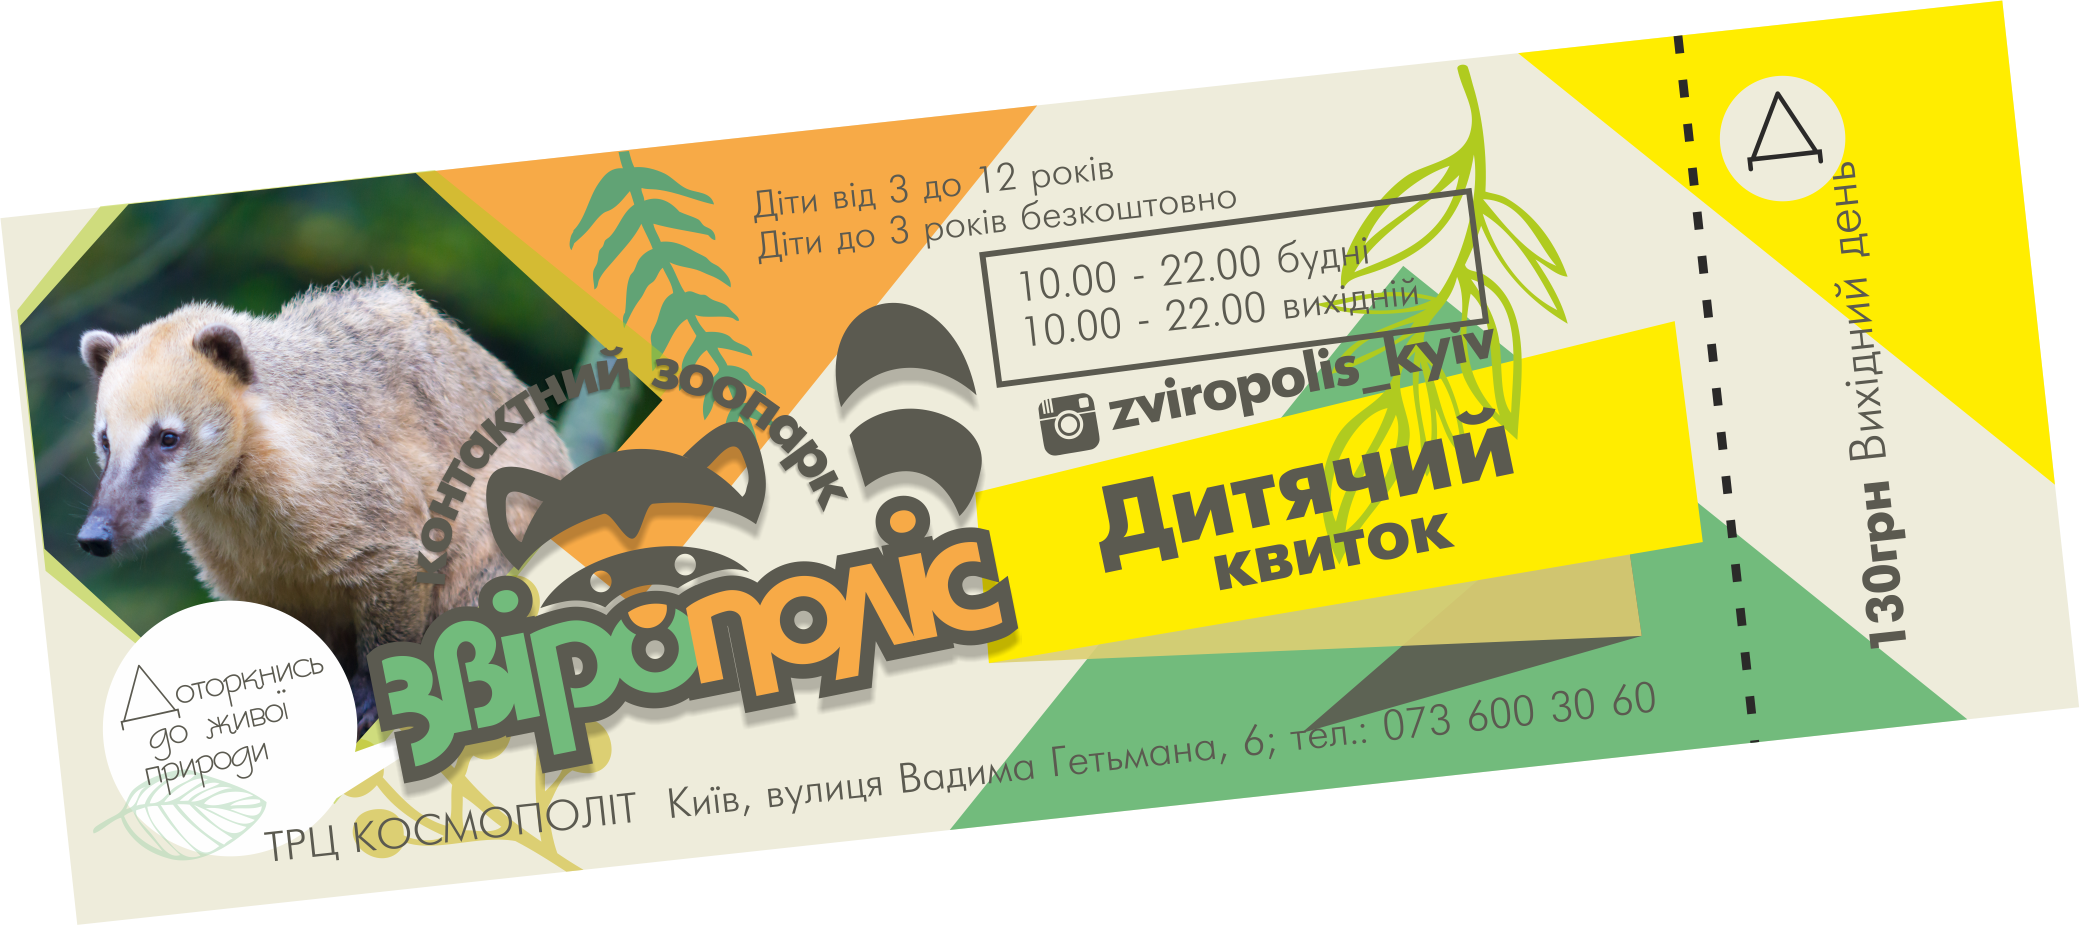 Діти від 3 до 12 років
Діти до 3 років безкоштовно
10.00 - 22.00 будні
10.00 - 22.00 вихідній
zviropolis_kyiv
контактний зоопарк
звірополіс
Дитячий
квиток
Доторкнись
до живої
природи
ТРЦ КОСМОПОЛІТ Київ, вулиця Вадима Гетьмана, 6; тел.: 073 600 30 60
Д
130грн Вихідний день